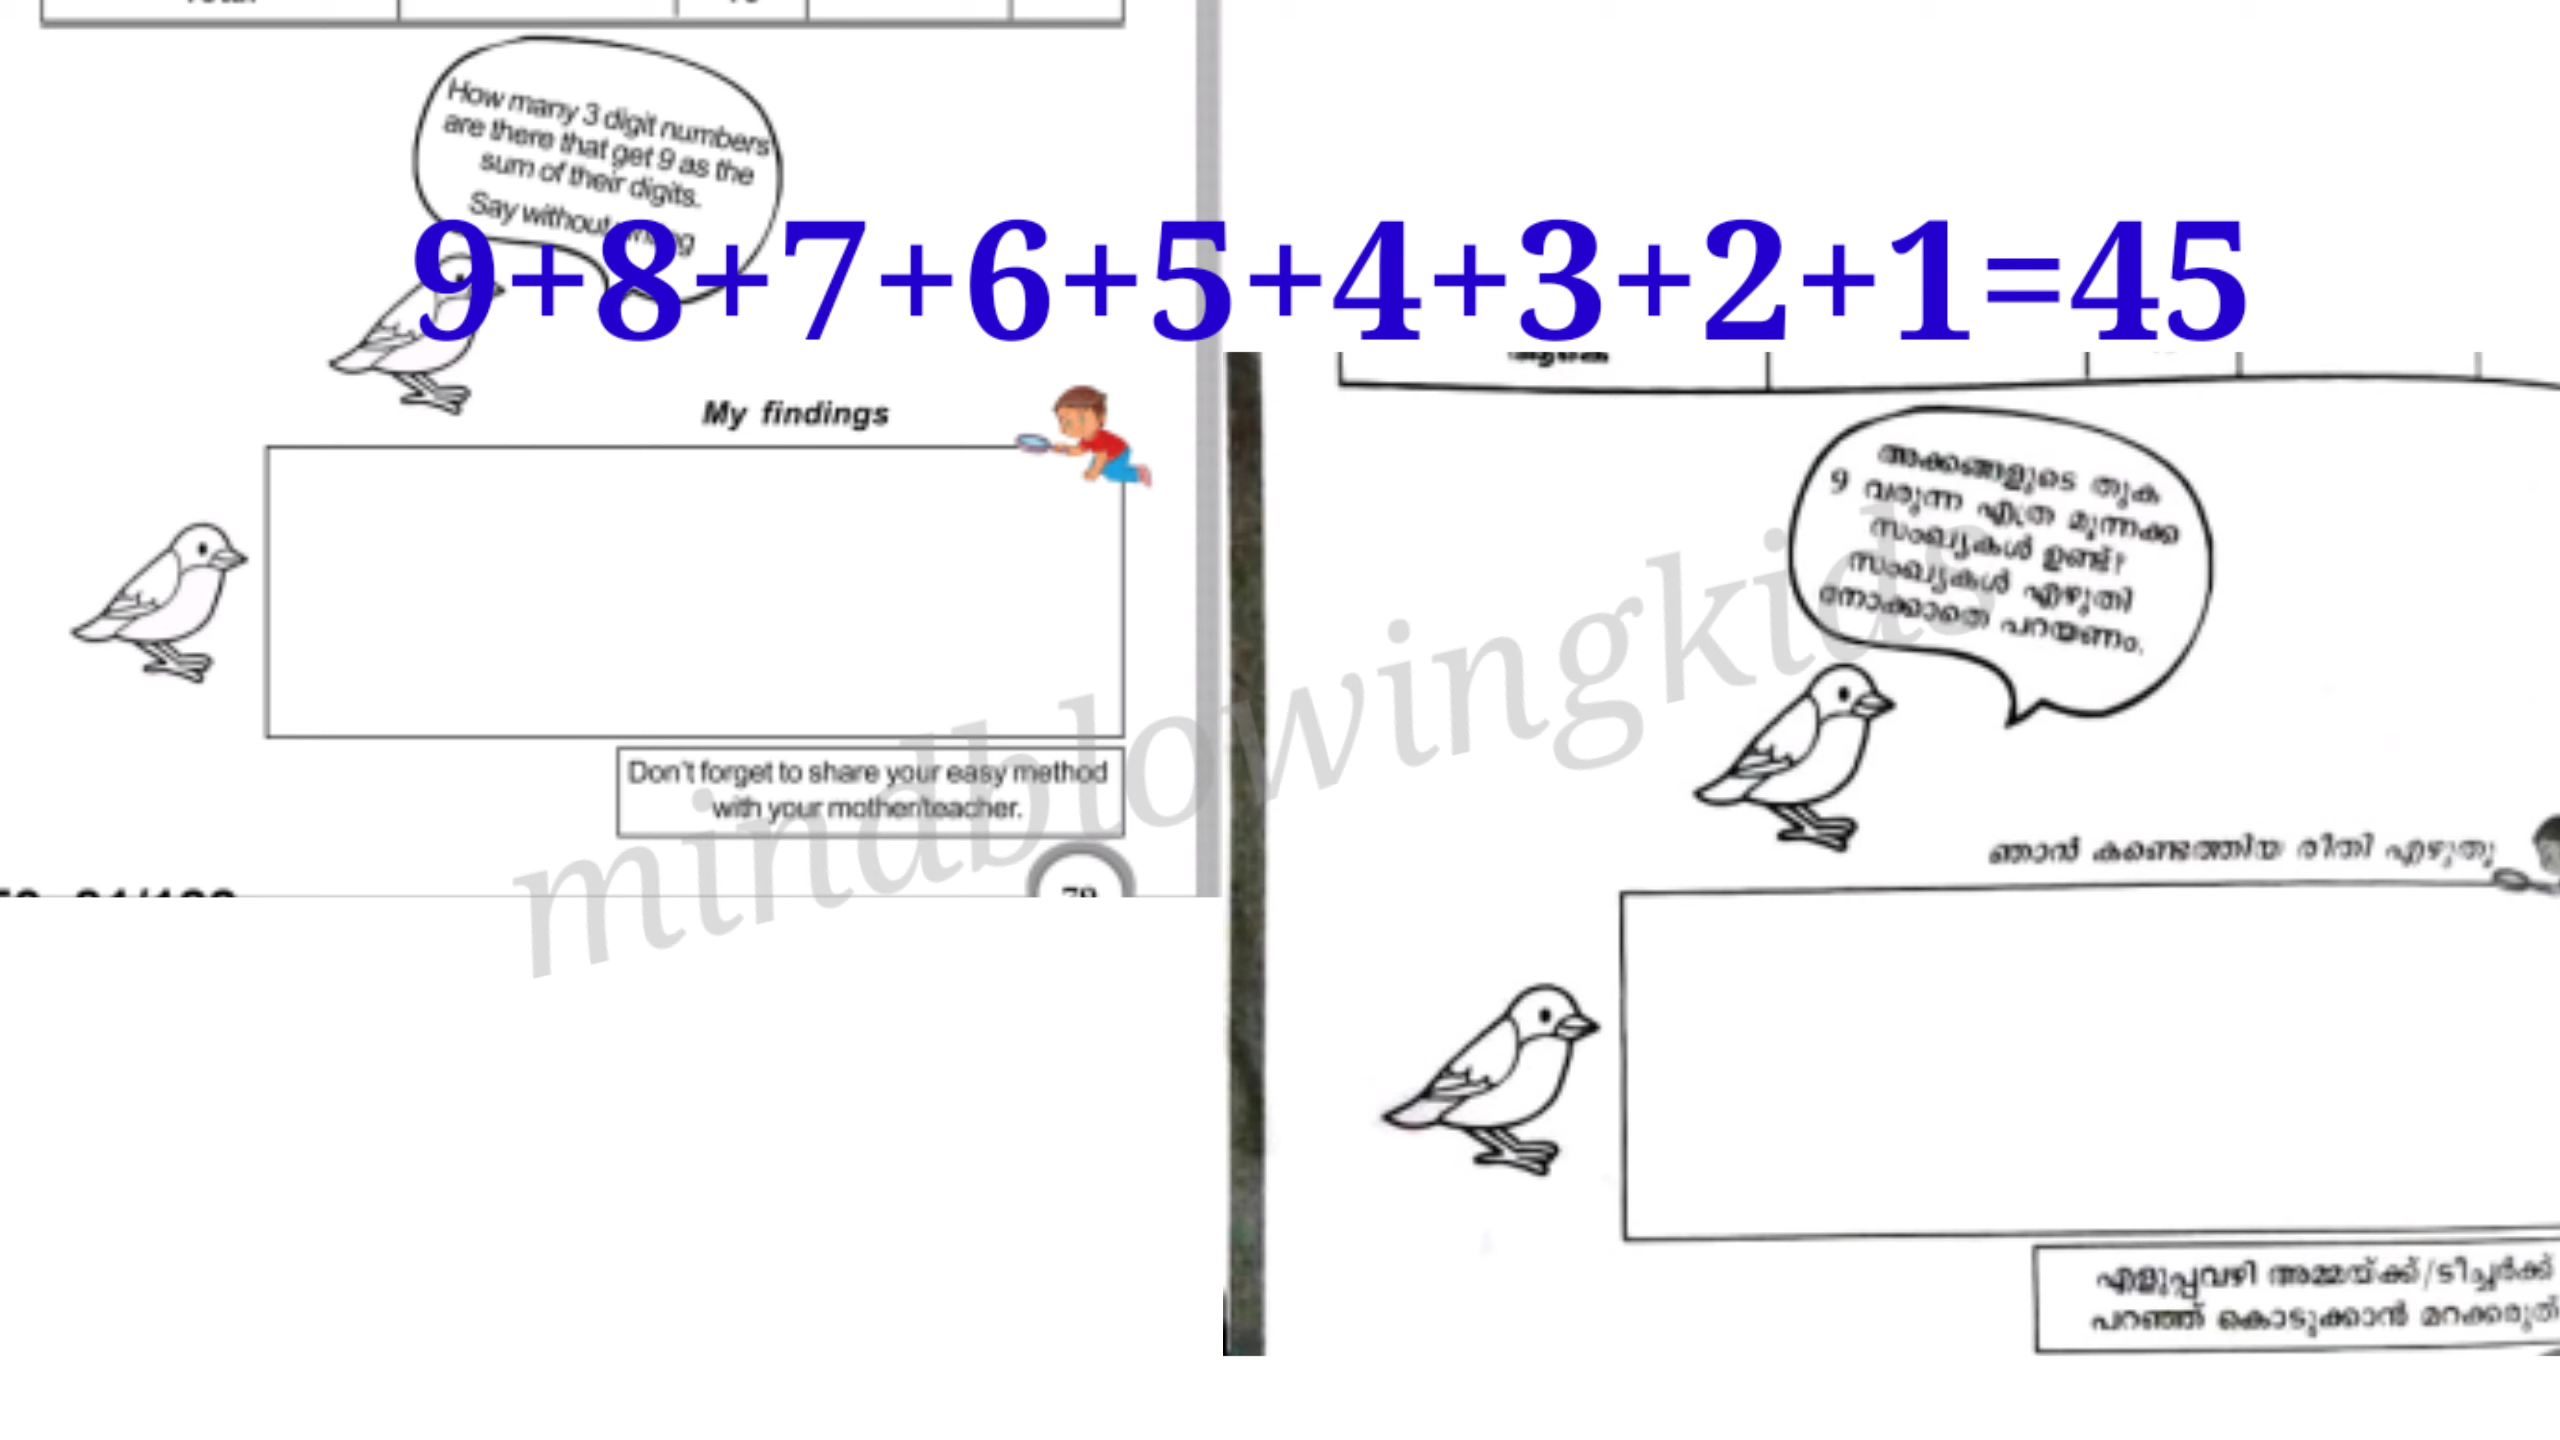 Total
How many 3 digit numbers
are there that get 9 as the
sum of their digits.
Say without
9+8+7+6+5+4+3+2+1=45
My findings
Don't forget to share your easy method
with your mother/teacher.
അക്കങ്ങളുടെ തുക
9 വരുന്ന എത്ര മൂന്നക്ക
സംഖ്യകൾ ഉണ്ട്?
സംഖ്യകൾ എഴുതി
നോക്കാതെ പറയണം.
ഞാൻ കണ്ടെത്തിയ രീതി എഴുതൂ
എളുപ്പവഴി അമ്മയ്ക്ക്/ടീച്ചർക്ക്
പറഞ്ഞ് കൊടുക്കാൻ മറക്കരുത്
mindblowingkids